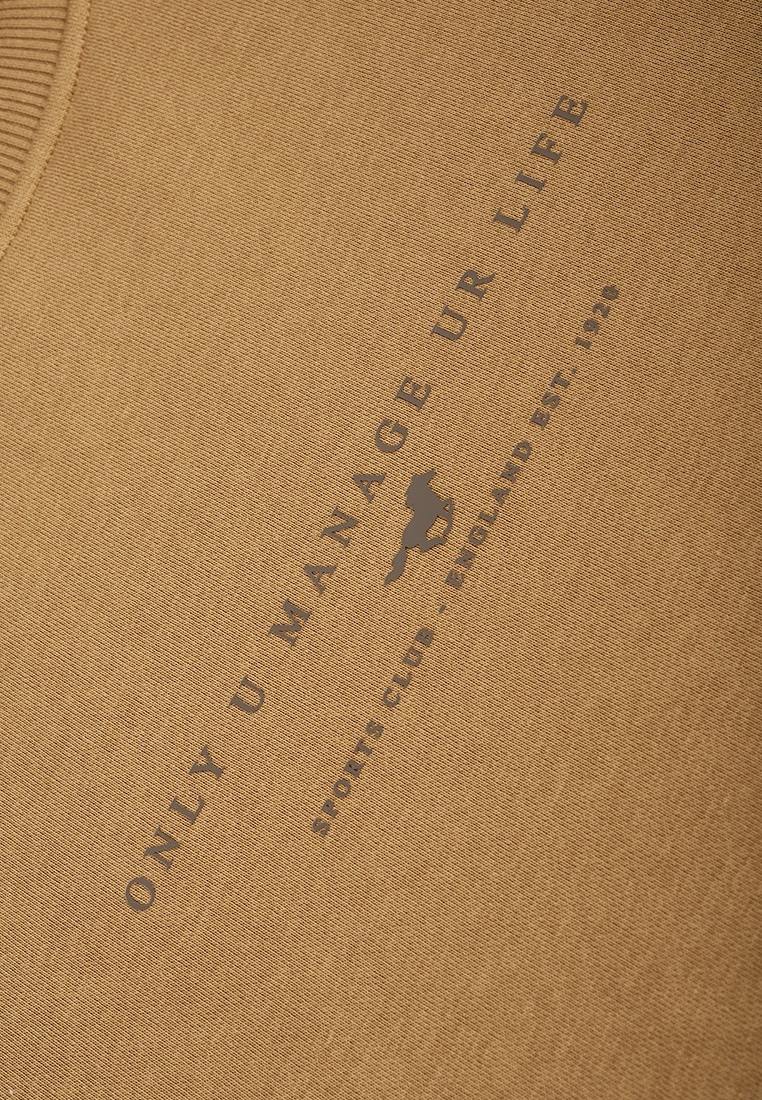 ONLY U MANAGE UR LIFE
SPORTS CLUB - ENGLAND EST. 1920